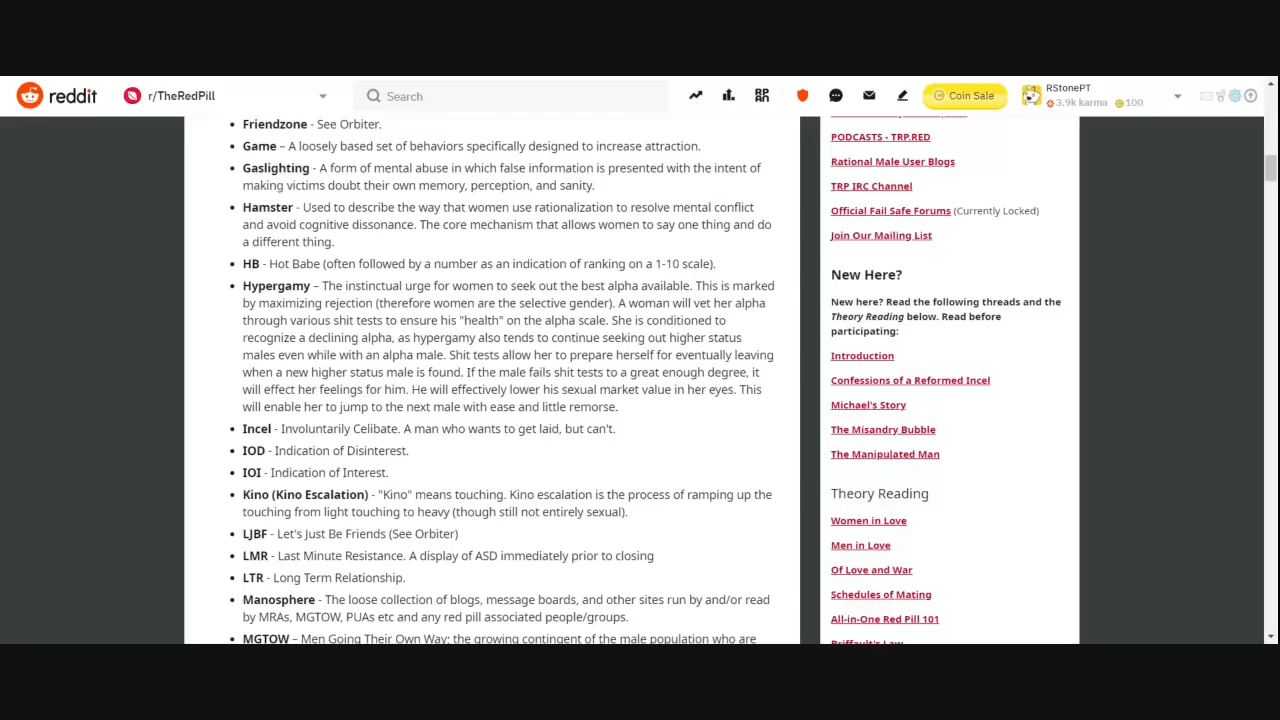 reddit
r/TheRedPill
Search
Coin Sale
RStonePT
3.9k karma
100
Friendzone - See Orbiter.
Game – A loosely based set of behaviors specifically designed to increase attraction.
Gaslighting - A form of mental abuse in which false information is presented with the intent of
making victims doubt their own memory, perception, and sanity.
Hamster - Used to describe the way that women use rationalization to resolve mental conflict
and avoid cognitive dissonance. The core mechanism that allows women to say one thing and do
a different thing.
HB - Hot Babe (often followed by a number as an indication of ranking on a 1-10 scale).
Hypergamy – The instinctual urge for women to seek out the best alpha available. This is marked
by maximizing rejection (therefore women are the selective gender). A woman will vet her alpha
through various shit tests to ensure his "health" on the alpha scale. She is conditioned to
recognize a declining alpha, as hypergamy also tends to continue seeking out higher status
males even while with an alpha male. Shit tests allow her to prepare herself for eventually leaving
when a new higher status male is found. If the male fails shit tests to a great enough degree, it
will effect her feelings for him. He will effectively lower his sexual market value in her eyes. This
will enable her to jump to the next male with ease and little remorse.
Incel - Involuntarily Celibate. A man who wants to get laid, but can't.
IOD - Indication of Disinterest.
IOI - Indication of Interest.
Kino (Kino Escalation) - "Kino" means touching. Kino escalation is the process of ramping up the
touching from light touching to heavy (though still not entirely sexual).
LJBF - Let's Just Be Friends (See Orbiter)
LMR - Last Minute Resistance. A display of ASD immediately prior to closing
LTR - Long Term Relationship.
Manosphere - The loose collection of blogs, message boards, and other sites run by and/or read
by MRAs, MGTOW, PUAs etc and any red pill associated people/groups.
MGTOW – Men Going Their Own Way; the growing contingent of the male population who are
PODCASTS - TRP.RED
Rational Male User Blogs
TRP IRC Channel
Official Fail Safe Forums (Currently Locked)
Join Our Mailing List
New Here?
New here? Read the following threads and the
Theory Reading below. Read before
participating:
Introduction
Confessions of a Reformed Incel
Michael's Story
The Misandry Bubble
The Manipulated Man
Theory Reading
Women in Love
Men in Love
Of Love and War
Schedules of Mating
All-in-One Red Pill 101
Briffault's Law